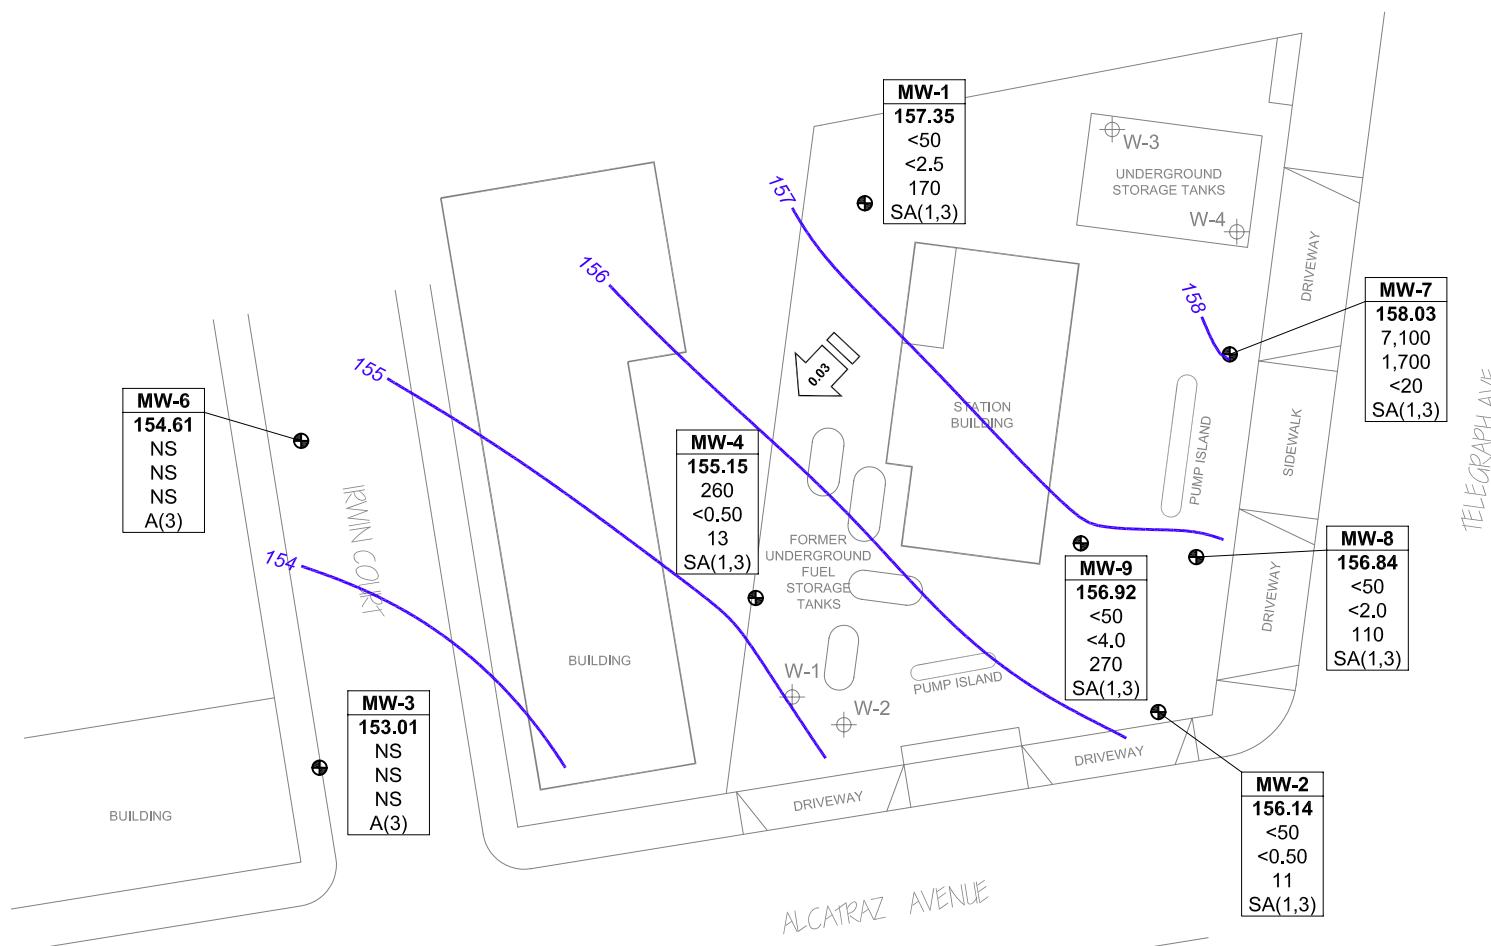 MW-1
157.35
<50
<2.5
170
SA(1,3)
W-3
UNDERGROUND
STORAGE TANKS
W-4
157
156
155
154
158
DRIVEWAY
MW-7
158.03
7,100
1,700
<20
SA(1,3)
0.03
STATION
BUILDING
PUMP ISLAND
SIDEWALK
TELEGRAPH AVE
MW-6
154.61
NS
NS
NS
A(3)
IRWIN COURT
MW-4
155.15
260
<0.50
13
SA(1,3)
FORMER
UNDERGROUND
FUEL
STORAGE
TANKS
MW-9
156.92
<50
<4.0
270
SA(1,3)
MW-8
156.84
<50
<2.0
110
SA(1,3)
DRIVEWAY
BUILDING
W-1
W-2
PUMP ISLAND
MW-3
153.01
NS
NS
NS
A(3)
BUILDING
DRIVEWAY
DRIVEWAY
MW-2
156.14
<50
<0.50
11
SA(1,3)
ALCATRAZ AVENUE